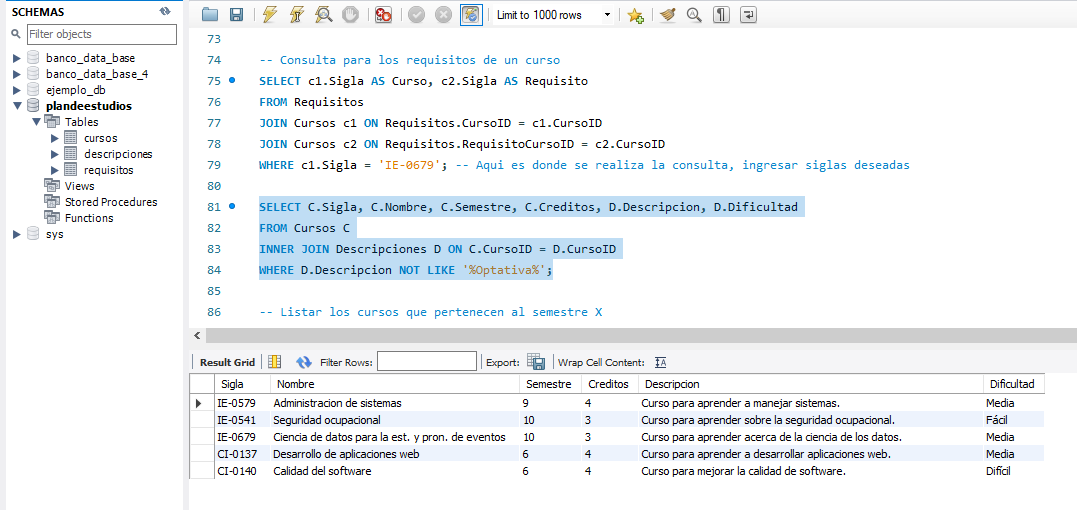 SCHEMAS
Filter objects
banco_data_base
banco_data_base_4
ejemplo_db
plandeestudios
Tables
cursos
descripciones
requisitos
Views
Stored Procedures
Functions
sys
Limit to 1000 rows
73
74 -- Consulta para los requisitos de un curso
75 SELECT c1.Sigla AS Curso, c2.Sigla AS Requisito
76 FROM Requisitos
77 JOIN Cursos c1 ON Requisitos.CursoID = c1.CursoID
78 JOIN Cursos c2 ON Requisitos.RequisitoCursoID = c2.CursoID
79 WHERE c1.Sigla = 'IE-0679'; -- Aqui es donde se realiza la consulta, ingresar siglas deseadas
80
81 SELECT C.Sigla, C.Nombre, C.Semestre, C.Creditos, D.Descripcion, D.Dificultad
82 FROM Cursos C
83 INNER JOIN Descripciones D ON C.CursoID = D.CursoID
84 WHERE D.Descripcion NOT LIKE '%Optativa%';
85
86 -- Listar los cursos que pertenecen al semestre X
Result Grid Filter Rows: Export: Wrap Cell Content:
Sigla Nombre Semestre Creditos Descripcion Dificultad
IE-0579 Administracion de sistemas 9 4 Curso para aprender a manejar sistemas. Media
IE-0541 Seguridad ocupacional 10 3 Curso para aprender sobre la seguridad ocupacional. Fácil
IE-0679 Ciencia de datos para la est. y pron. de eventos 10 3 Curso para aprender acerca de la ciencia de los datos. Media
CI-0137 Desarrollo de aplicaciones web 6 4 Curso para aprender a desarrollar aplicaciones web. Media
CI-0140 Calidad del software 6 4 Curso para mejorar la calidad de software. Difícil